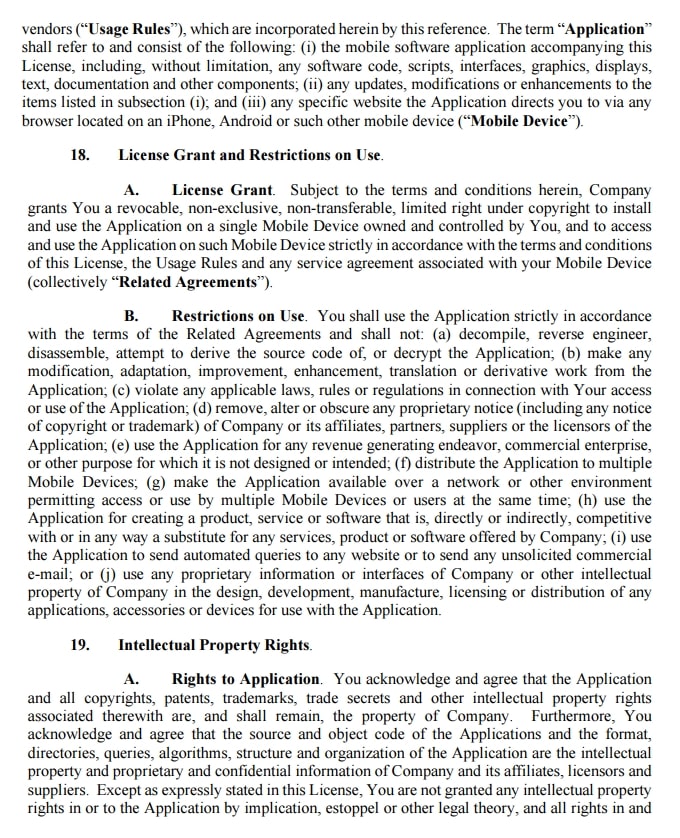 vendors (“Usage Rules”), which are incorporated herein by this reference. The term “Application”
shall refer to and consist of the following: (i) the mobile software application accompanying this
License, including, without limitation, any software code, scripts, interfaces, graphics, displays,
text, documentation and other components; (ii) any updates, modifications or enhancements to the
items listed in subsection (i); and (iii) any specific website the Application directs you to via any
browser located on an iPhone, Android or such other mobile device (“Mobile Device”).
18. License Grant and Restrictions on Use.
A. License Grant. Subject to the terms and conditions herein, Company
grants You a revocable, non-exclusive, non-transferable, limited right under copyright to install
and use the Application on a single Mobile Device owned and controlled by You, and to access
and use the Application on such Mobile Device strictly in accordance with the terms and conditions
of this License, the Usage Rules and any service agreement associated with your Mobile Device
(collectively “Related Agreements”).
B. Restrictions on Use. You shall use the Application strictly in accordance
with the terms of the Related Agreements and shall not: (a) decompile, reverse engineer,
disassemble, attempt to derive the source code of, or decrypt the Application; (b) make any
modification, adaptation, improvement, enhancement, translation or derivative work from the
Application; (c) violate any applicable laws, rules or regulations in connection with Your access
or use of the Application; (d) remove, alter or obscure any proprietary notice (including any notice
of copyright or trademark) of Company or its affiliates, partners, suppliers or the licensors of the
Application; (e) use the Application for any revenue generating endeavor, commercial enterprise,
or other purpose for which it is not designed or intended; (f) distribute the Application to multiple
Mobile Devices; (g) make the Application available over a network or other environment
permitting access or use by multiple Mobile Devices or users at the same time; (h) use the
Application for creating a product, service or software that is, directly or indirectly, competitive
with or in any way a substitute for any services, product or software offered by Company; (i) use
the Application to send automated queries to any website or to send any unsolicited commercial
e-mail; or (j) use any proprietary information or interfaces of Company or other intellectual
property of Company in the design, development, manufacture, licensing or distribution of any
applications, accessories or devices for use with the Application.
19. Intellectual Property Rights.
A. Rights to Application. You acknowledge and agree that the Application
and all copyrights, patents, trademarks, trade secrets and other intellectual property rights
associated therewith are, and shall remain, the property of Company. Furthermore, You
acknowledge and agree that the source and object code of the Applications and the format,
directories, queries, algorithms, structure and organization of the Application are the intellectual
property and proprietary and confidential information of Company and its affiliates, licensors and
suppliers. Except as expressly stated in this License, You are not granted any intellectual property
rights in or to the Application by implication, estoppel or other legal theory, and all rights in and